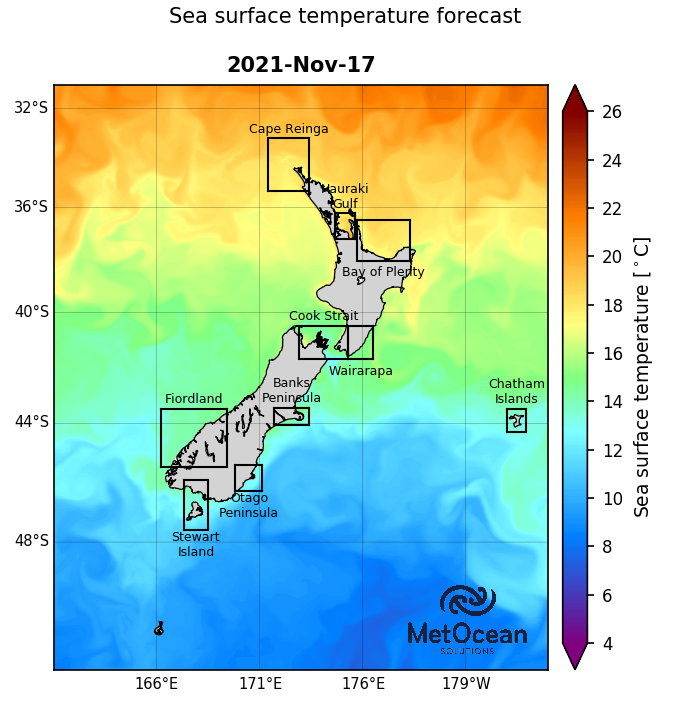 Sea surface temperature forecast
2021-Nov-17
32°S
36°S
40°S
44°S
48°S
Cape Reinga
Hauraki
Gulf
Bay of Plenty
Cook Strait
Wairarapa
Banks
Peninsula
Fiordland
Chatham
Islands
Otago
Peninsula
Stewart
Island
MetOcean
SOLUTIONS
166°E
171°E
176°E
179°W
26
24
22
20
18
16
14
12
10
8
6
4
Sea surface temperature [°C]